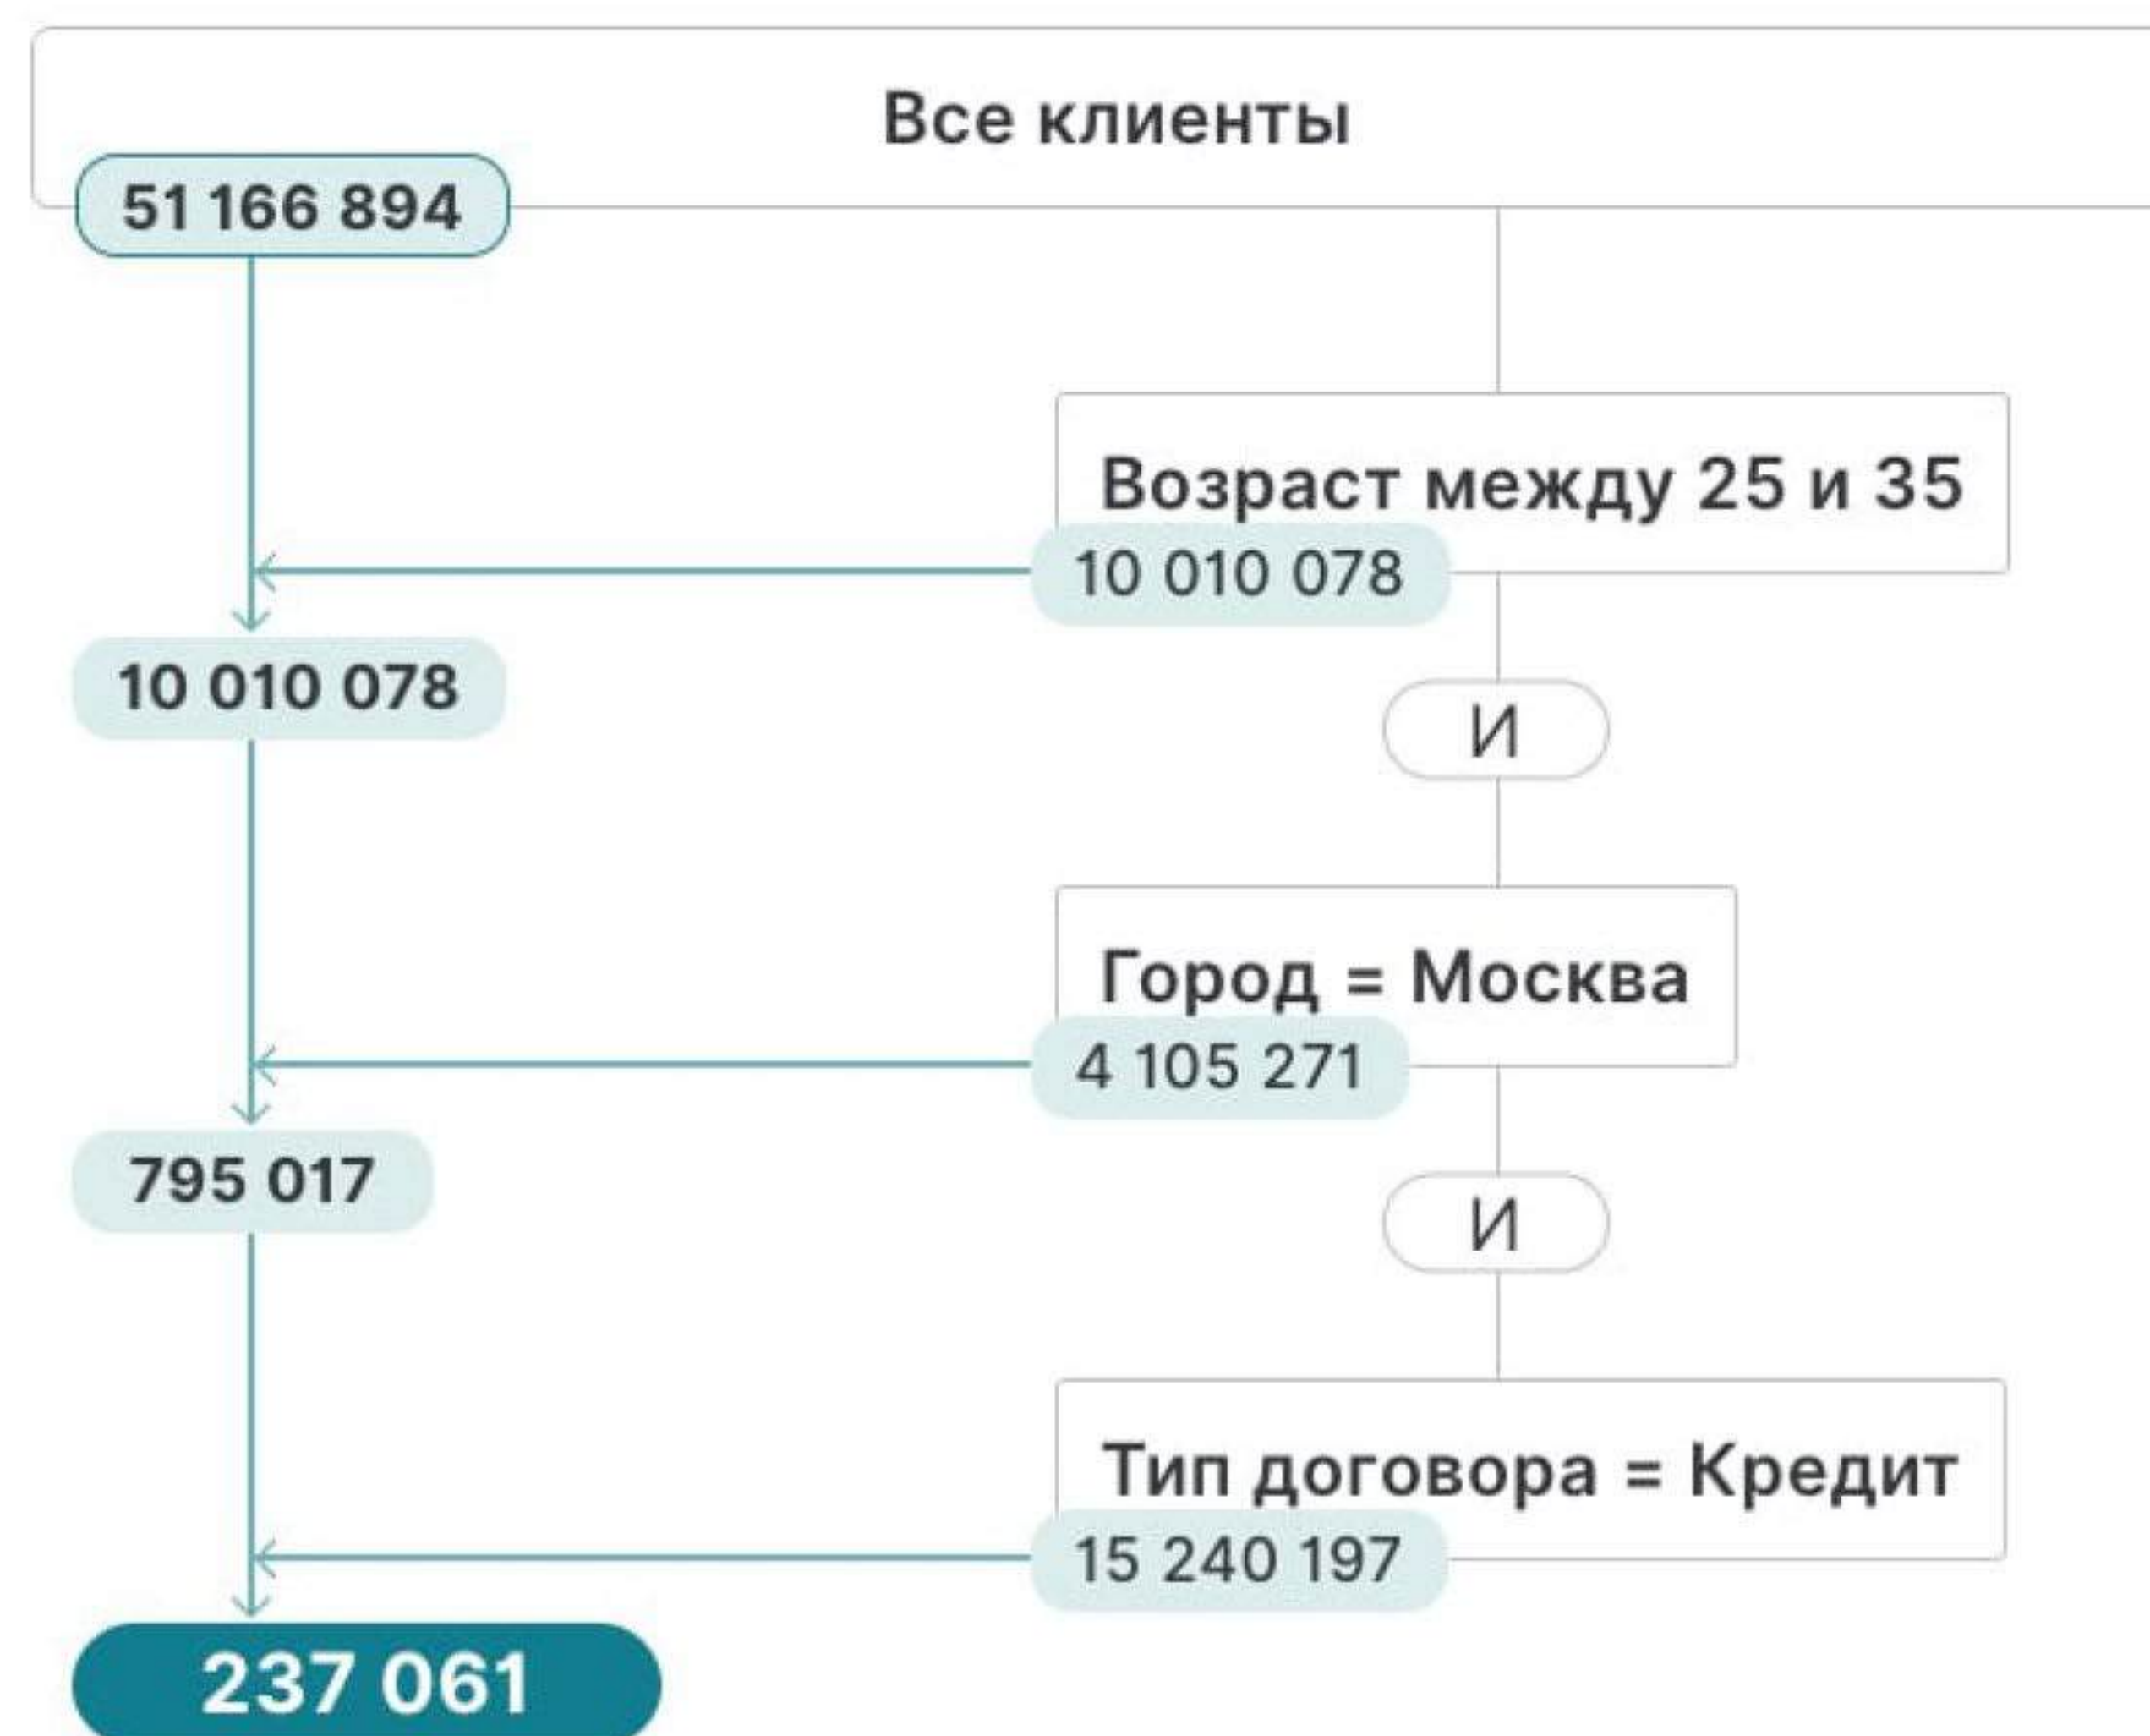 Все клиенты
51 166 894
Возраст между 25 и 35
10 010 078
10 010 078
И
Город = Москва
4 105 271
795 017
И
Тип договора = Кредит
15 240 197
237 061